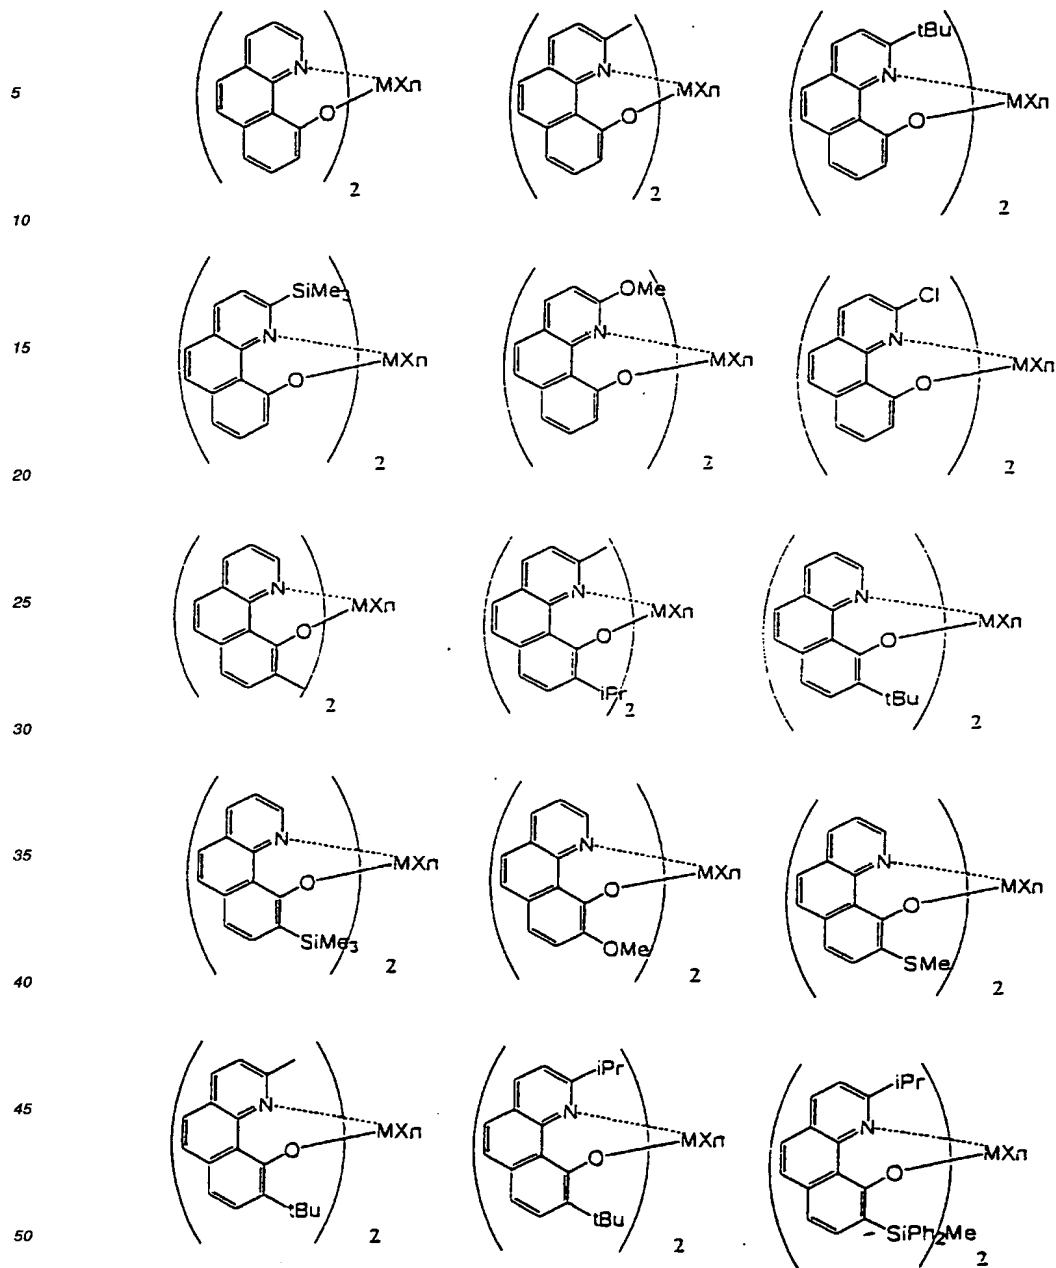 N MXn O 2 N MXn O 2 tBu N MXn O 2
5
10
SiMe3 N MXn O 2 OMe N MXn O 2 Cl N MXn O 2
15
20
N MXn O 2 N MXn O iPr 2 N MXn O tBu 2
25
30
N MXn O SiMe3 2 N MXn O OMe 2 N MXn O SMe 2
35
40
N MXn O tBu 2 iPr N MXn O tBu 2 iPr N MXn O SiPh2Me 2
45
50